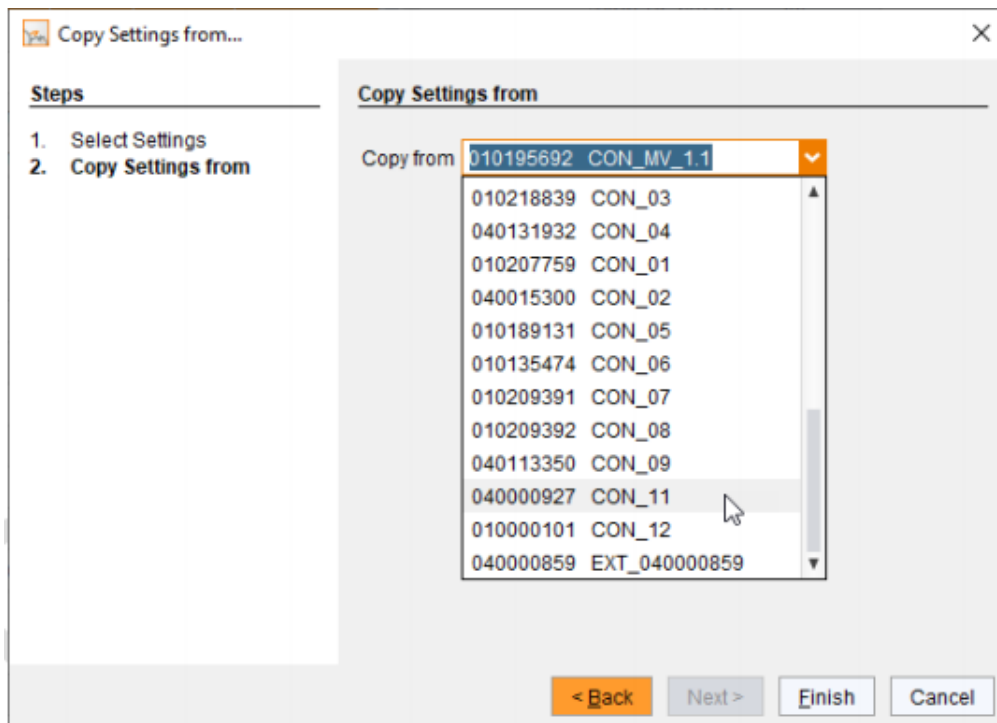 Copy Settings from...
Steps
1. Select Settings
2. Copy Settings from
Copy Settings from
Copy from 010195692 CON_MV_1.1
010218839 CON_03
040131932 CON_04
010207759 CON_01
040015300 CON_02
010189131 CON_05
010135474 CON_06
010209391 CON_07
010209392 CON_08
040113350 CON_09
040000927 CON_11
010000101 CON_12
040000859 EXT_040000859
< Back Next > Finish Cancel